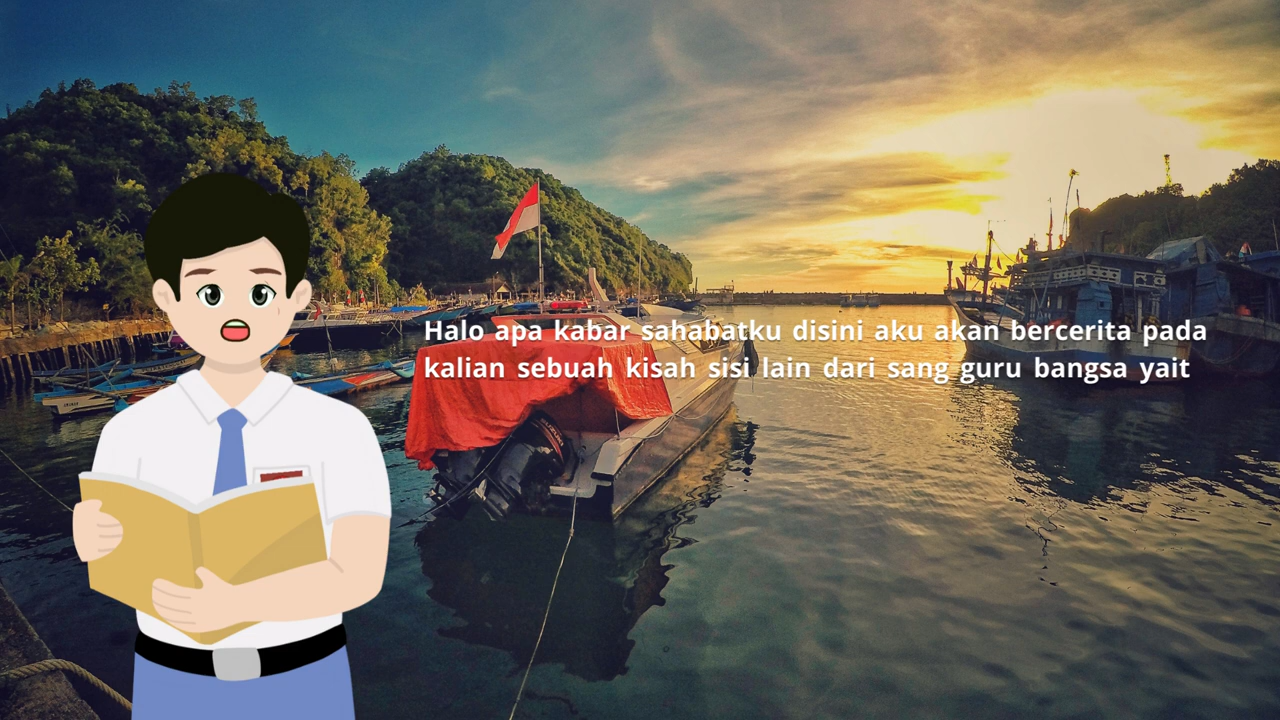 Halo apa kabar sahabatku disini aku akan bercerita pada
kalian sebuah kisah sisi lain dari sang guru bangsa yait